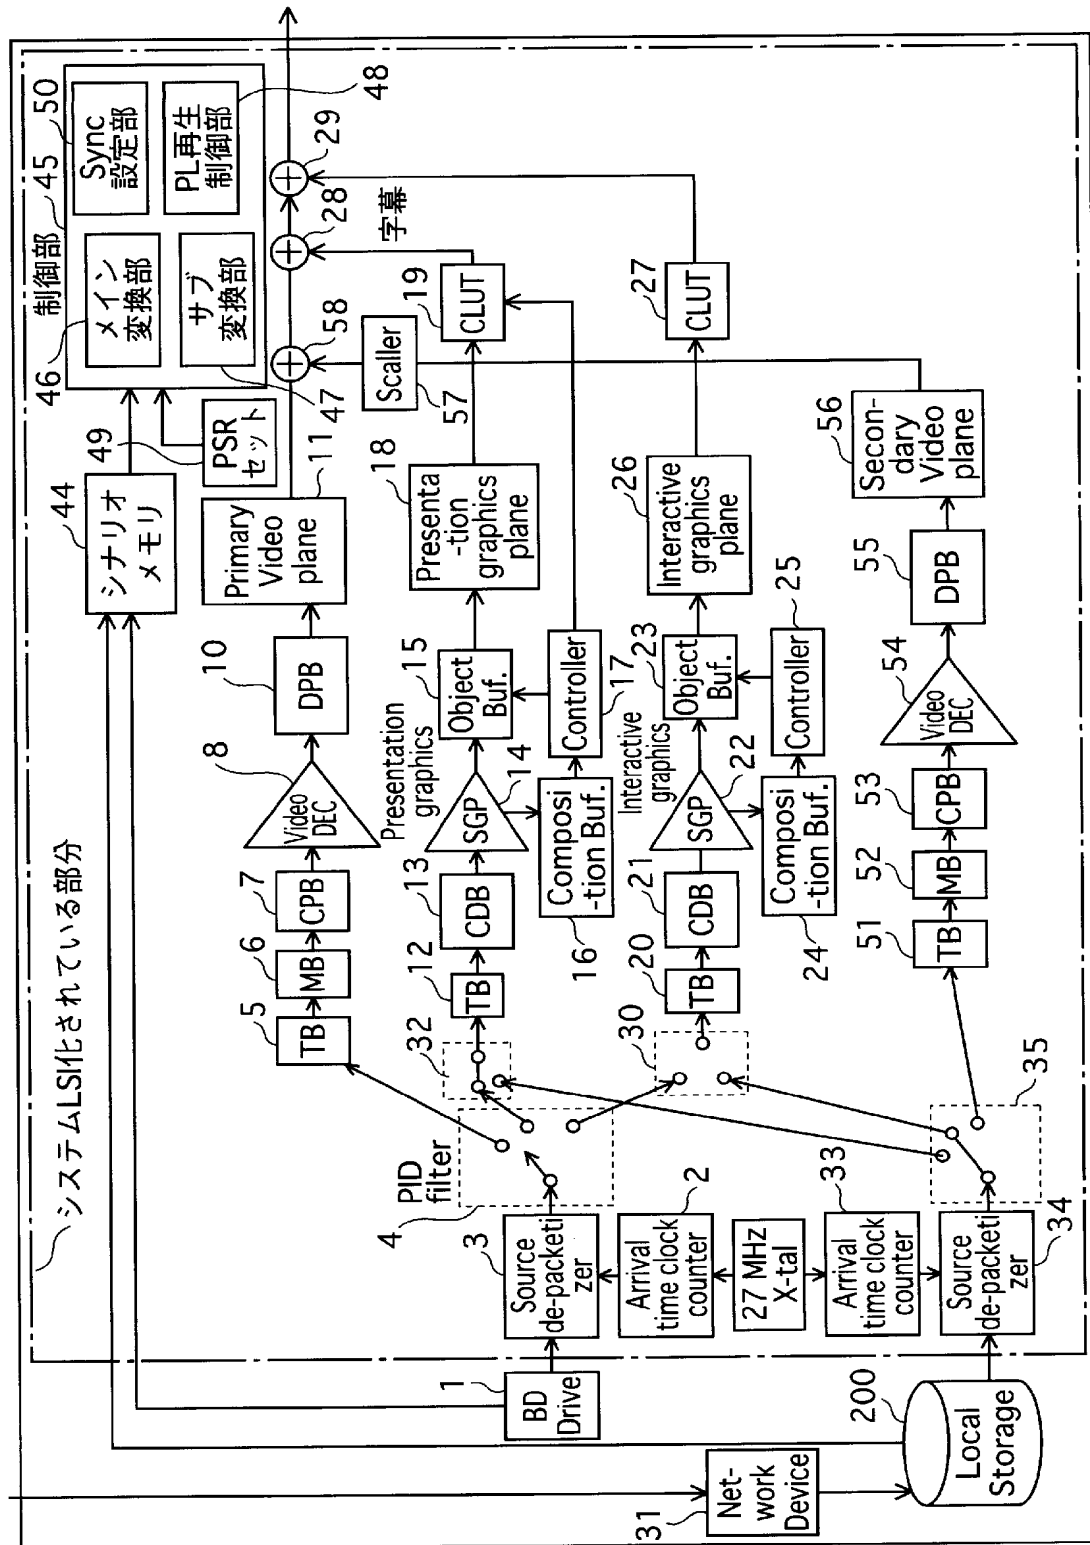 システムLSI化されている部分
44
シナリオ
メモリ
49
PSR
セット
制御部
45
50
46
メイン
変換部
Sync
設定部
サブ
変換部
PL再生
制御部
47
48
5
TB
6
MB
7
CPB
8
Video
DEC
10
DPB
11
Primary
Video
plane
58
28
29
字幕
PID
filter
4
32
12
TB
13
CDB
Presentation
graphics
SGP
14
15
Object
Buf.
18
Presenta
-tion
graphics
plane
Scaller
57
19
CLUT
16
Composi
-tion Buf.
Controller
17
30
20
TB
21
CDB
Interactive
graphics
SGP
22
23
Object
Buf.
26
Interactive
graphics
plane
27
CLUT
24
Composi
-tion Buf.
Controller
25
1
BD
Drive
3
Source
de-packeti
zer
2
Arrival
time clock
counter
27 MHz
X-tal
33
Arrival
time clock
counter
Source
de-packeti
zer
34
35
51
TB
52
MB
53
CPB
54
Video
DEC
55
DPB
56
Secon-
dary
Video
plane
31
Net-
work
Device
200
Local
Storage